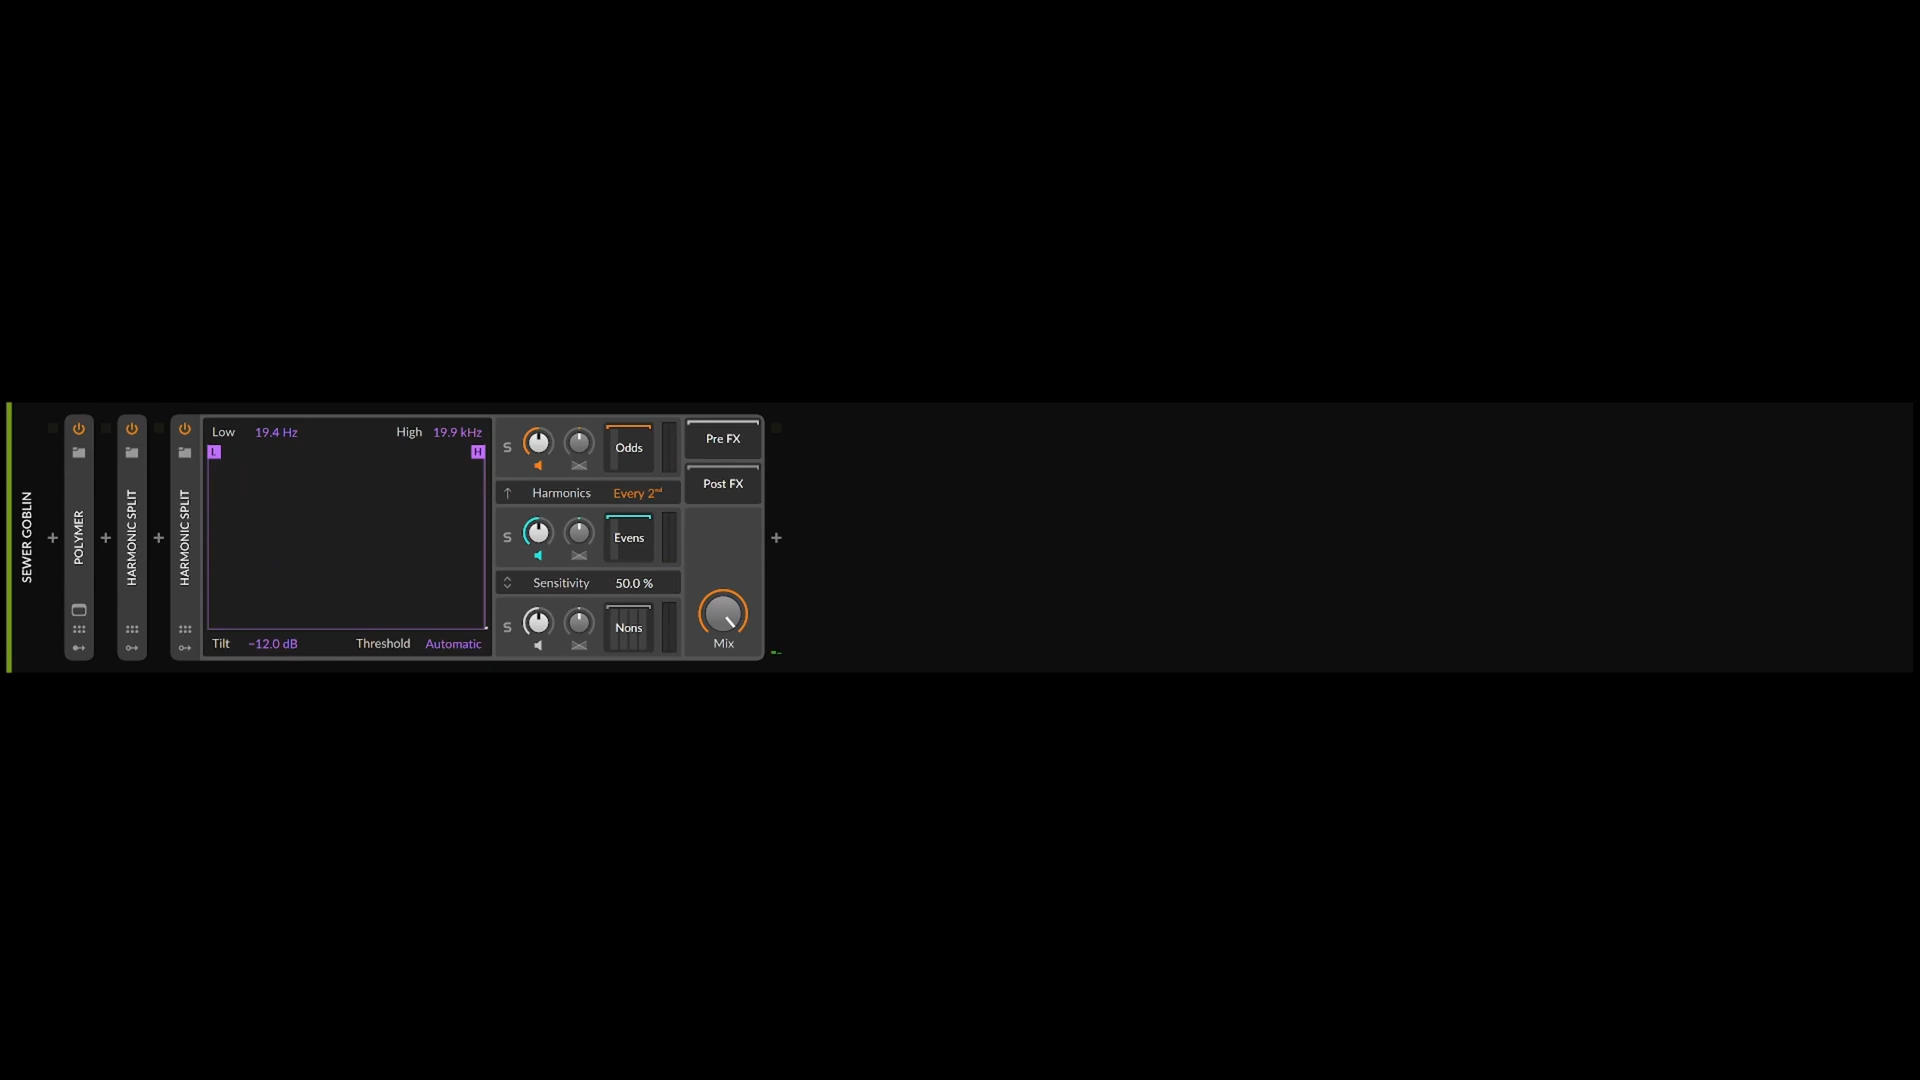 SEWER GOBLIN
POLYMER
HARMONIC SPLIT
HARMONIC SPLIT
Low 19.4 Hz High 19.9 kHz
L H
Tilt −12.0 dB Threshold Automatic
S Odds
Harmonics Every 2nd
S Evens
Sensitivity 50.0 %
S Nons
Pre FX
Post FX
Mix